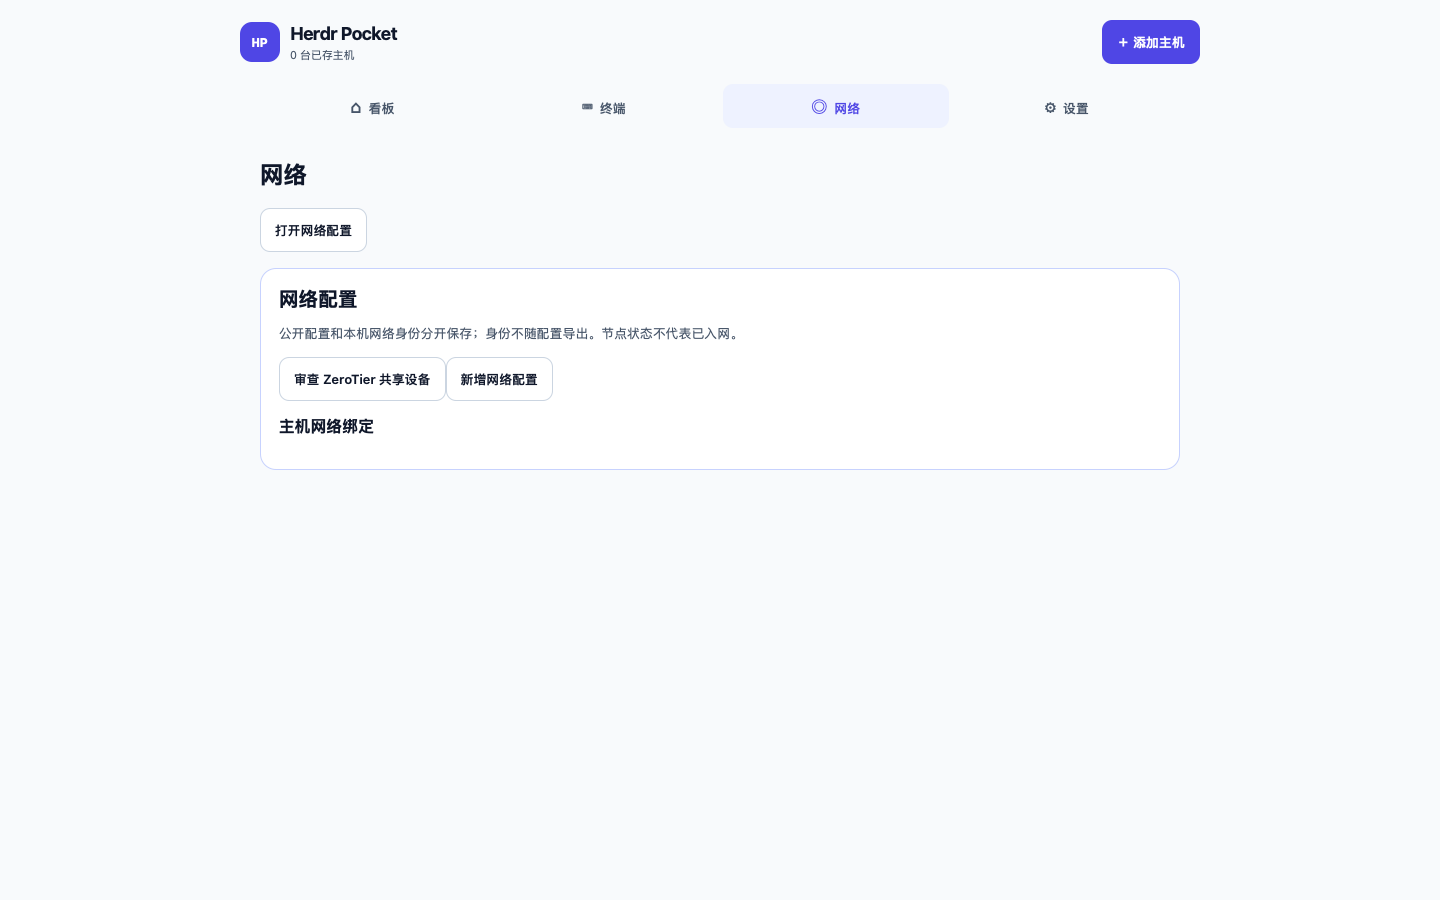 HP
Herdr Pocket
0 台已存主机
+ 添加主机
看板
终端
网络
设置
网络
打开网络配置
网络配置
公开配置和本机网络身份分开保存；身份不随配置导出。节点状态不代表已入网。
审查 ZeroTier 共享设备
新增网络配置
主机网络绑定